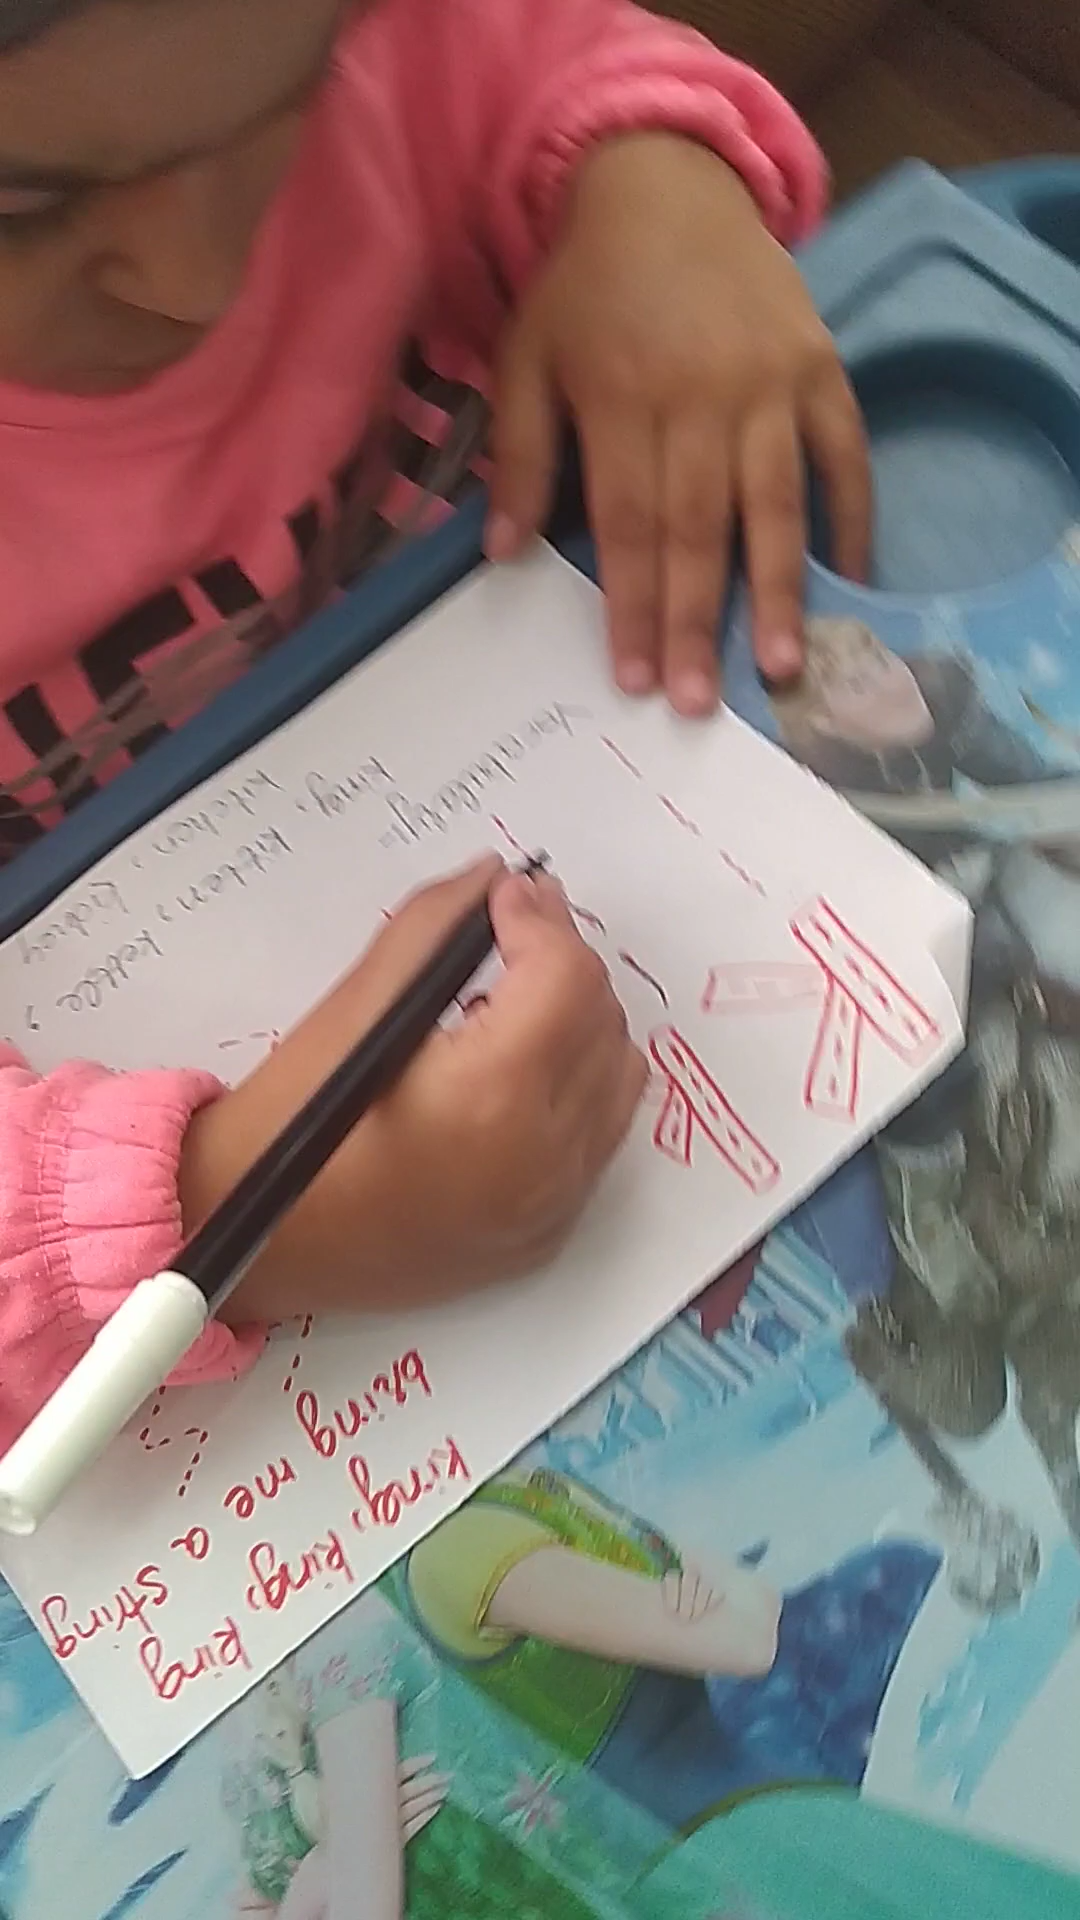 king, king, king
bring me a string
Vocabulary:-
king, kitten, kettle,
kitchen, kidney